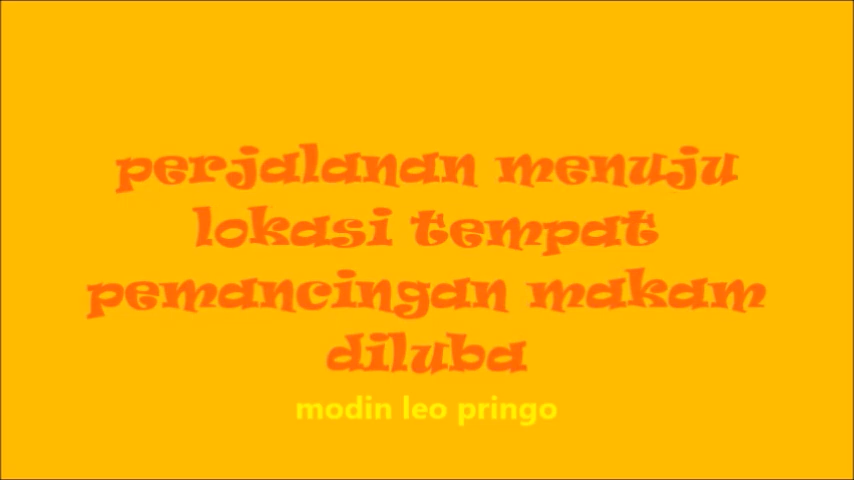 perjalanan menuju
lokasi tempat
pemancingan makam
diluba
modin leo pringo